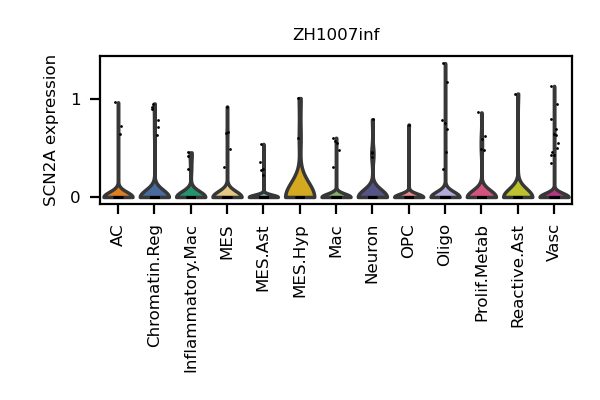 ZH1007inf
SCN2A expression
1
0
AC
Chromatin.Reg
Inflammatory.Mac
MES
MES.Ast
MES.Hyp
Mac
Neuron
OPC
Oligo
Prolif.Metab
Reactive.Ast
Vasc